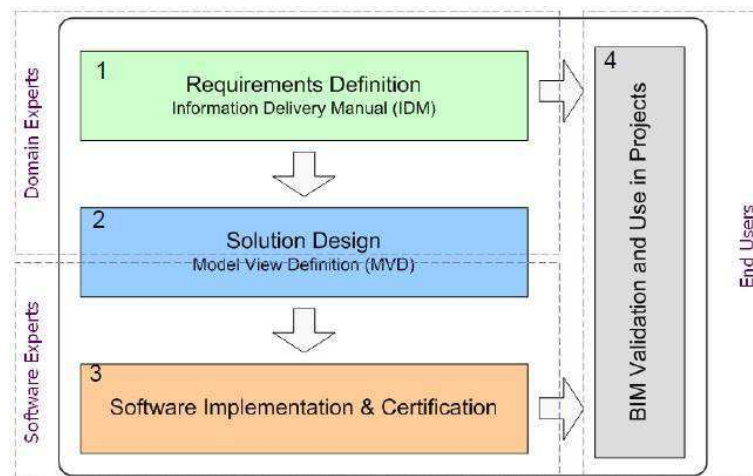 Domain Experts
1
Requirements Definition
Information Delivery Manual (IDM)
2
Solution Design
Model View Definition (MVD)
Software Experts
3
Software Implementation & Certification
4
BIM Validation and Use in Projects
End Users